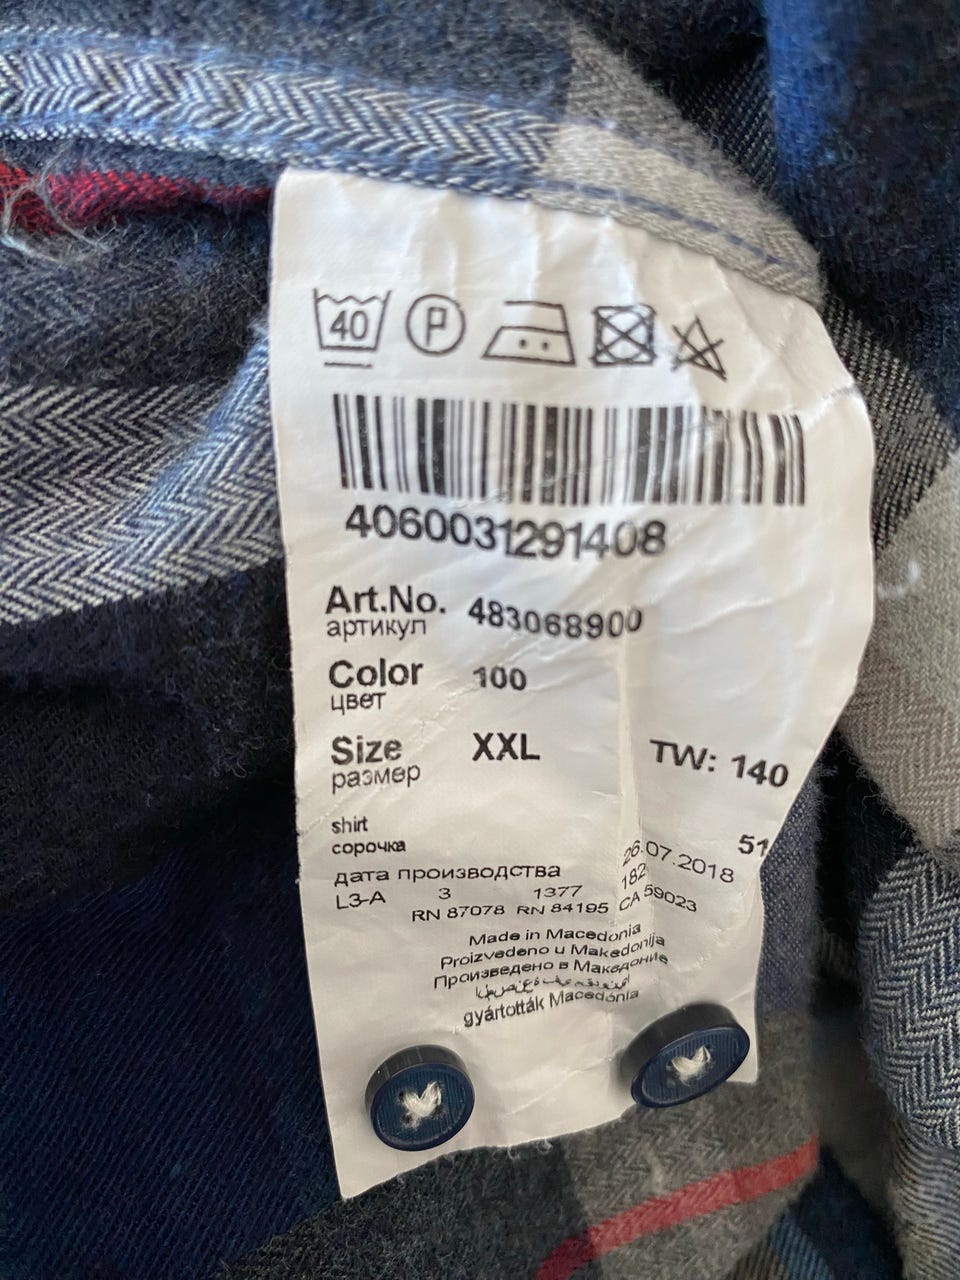 40 P
4060031291408
Art.No. 483068900
артикул
Color 100
цвет
Size XXL TW: 140
размер
shirt 51
сорочка
дата производства 26.07.2018
L3-A 3 1377 182
RN 87078 RN 84195 CA 59023
Made in Macedonia
Proizvedeno u Makedonija
Произведено в Македоние
gyártották Macedónia